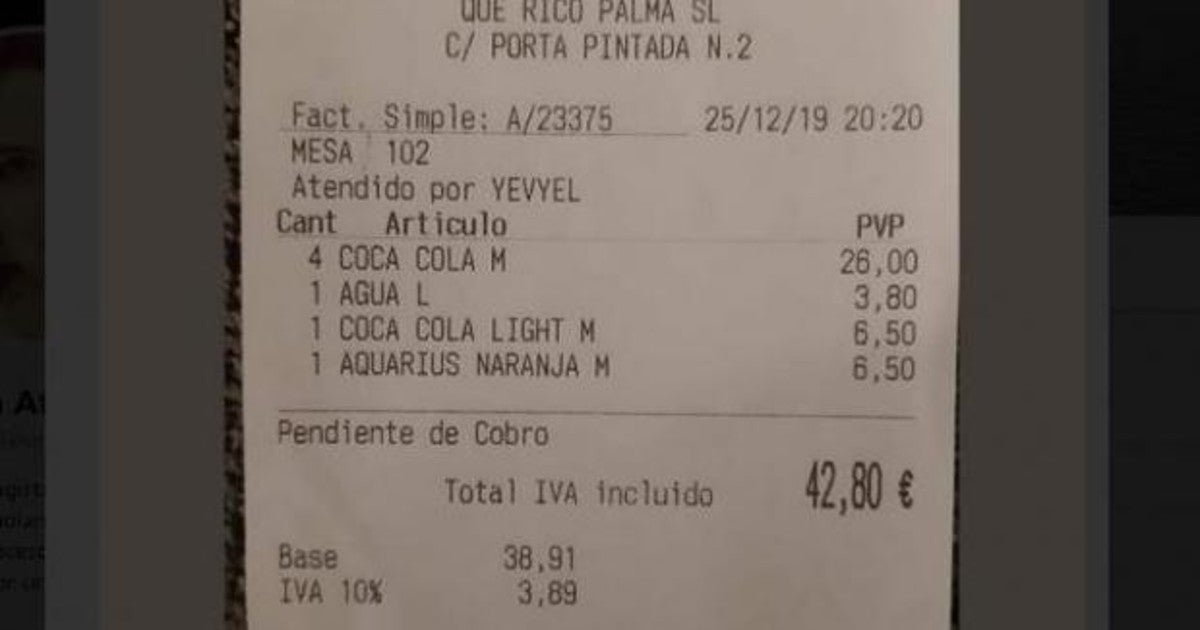 QUE RICO PALMA SL
C/ PORTA PINTADA N.2
Fact. Simple: A/23375 25/12/19 20:20
MESA 102
Atendido por YEVYEL
Cant Articulo PVP
4 COCA COLA M 26,00
1 AGUA L 3,80
1 COCA COLA LIGHT M 6,50
1 AQUARIUS NARANJA M 6,50
Pendiente de Cobro
Total IVA incluido 42,80 €
Base 38,91
IVA 10% 3,89